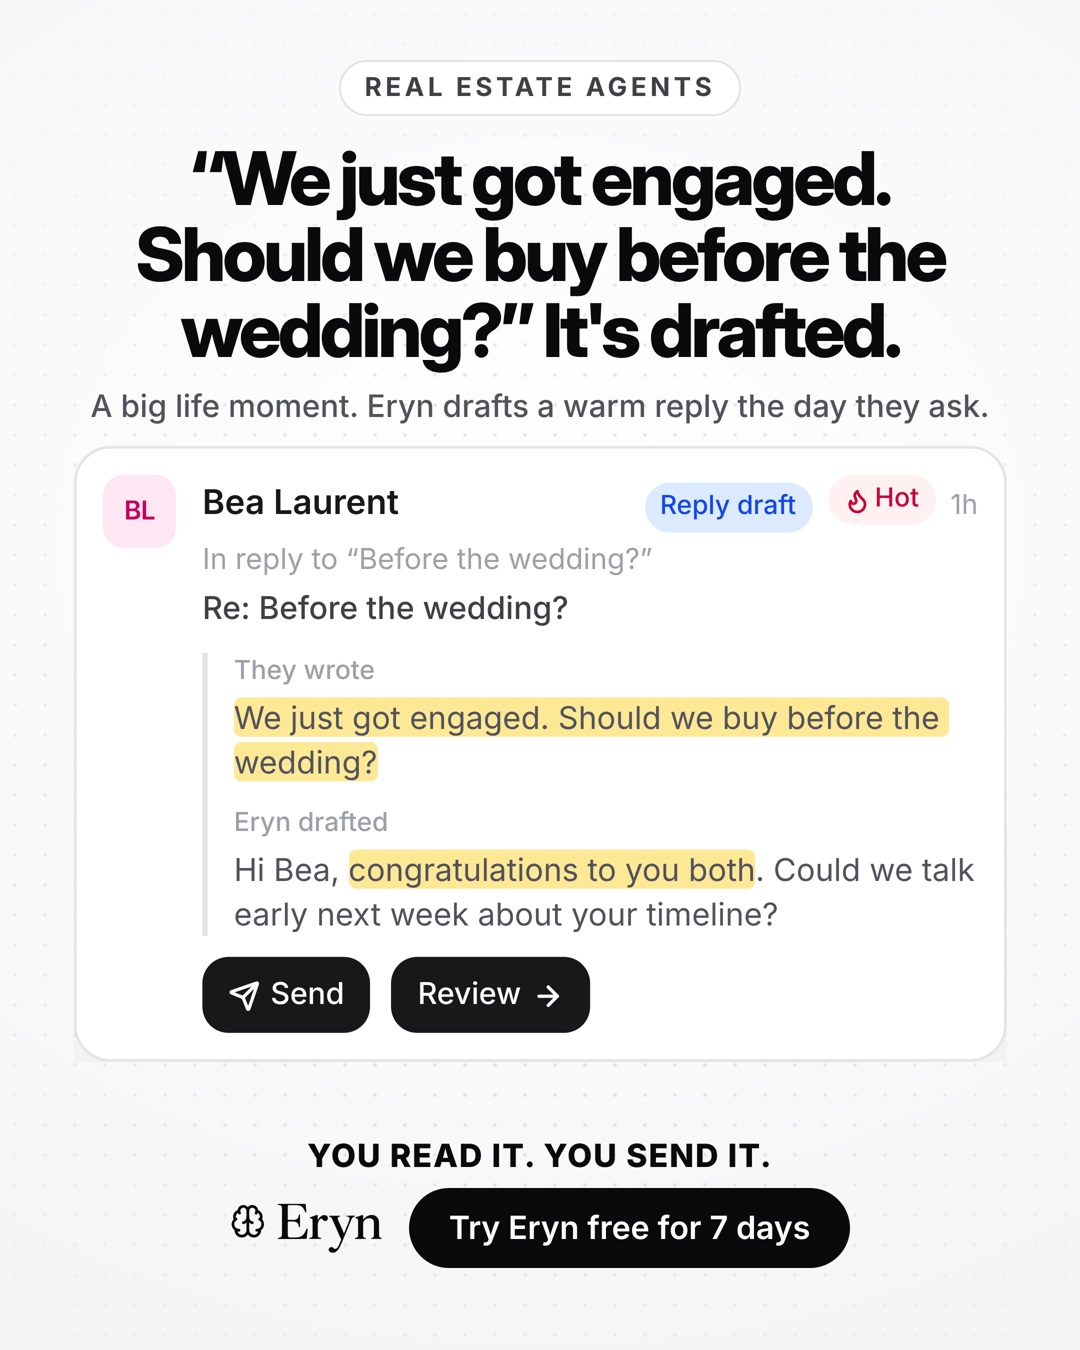 REAL ESTATE AGENTS
“We just got engaged.
Should we buy before the
wedding?” It's drafted.
A big life moment. Eryn drafts a warm reply the day they ask.
BL
Bea Laurent
Reply draft
Hot
1h
In reply to “Before the wedding?”
Re: Before the wedding?
They wrote
We just got engaged. Should we buy before the
wedding?
Eryn drafted
Hi Bea, congratulations to you both. Could we talk
early next week about your timeline?
Send
Review →
YOU READ IT. YOU SEND IT.
Eryn
Try Eryn free for 7 days